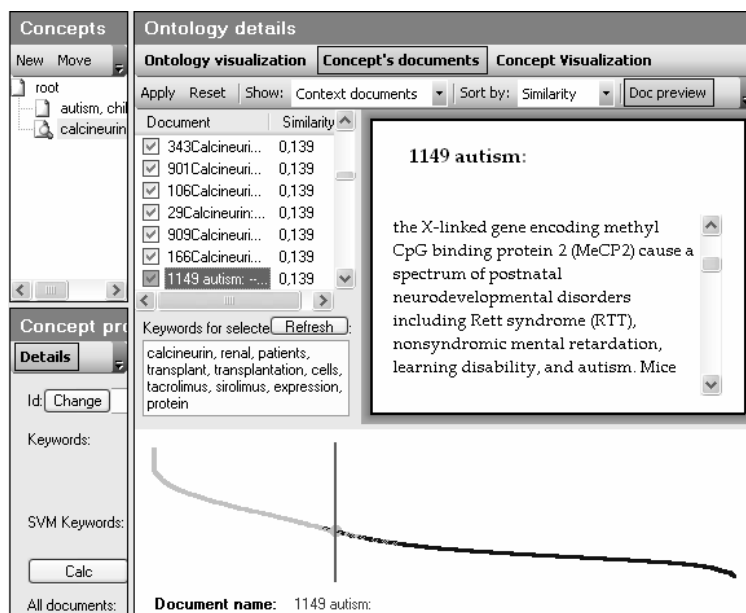 Concepts
New Move
root
autism, chil
calcineurin
Concept pro
Details
Id: Change
Keywords:
SVM Keywords:
Calc
All documents:
Ontology details
Ontology visualization Concept's documents Concept Visualization
Apply Reset Show: Context documents Sort by: Similarity Doc preview
Document Similarity
343Calcineuri... 0,139
901Calcineuri... 0,139
106Calcineuri... 0,139
29Calcineurin:... 0,139
909Calcineuri... 0,139
166Calcineuri... 0,139
1149 autism: --... 0,139
Keywords for selecte Refresh :
calcineurin, renal, patients,
transplant, transplantation, cells,
tacrolimus, sirolimus, expression,
protein
1149 autism:
the X-linked gene encoding methyl
CpG binding protein 2 (MeCP2) cause a
spectrum of postnatal
neurodevelopmental disorders
including Rett syndrome (RTT),
nonsyndromic mental retardation,
learning disability, and autism. Mice
Document name: 1149 autism: